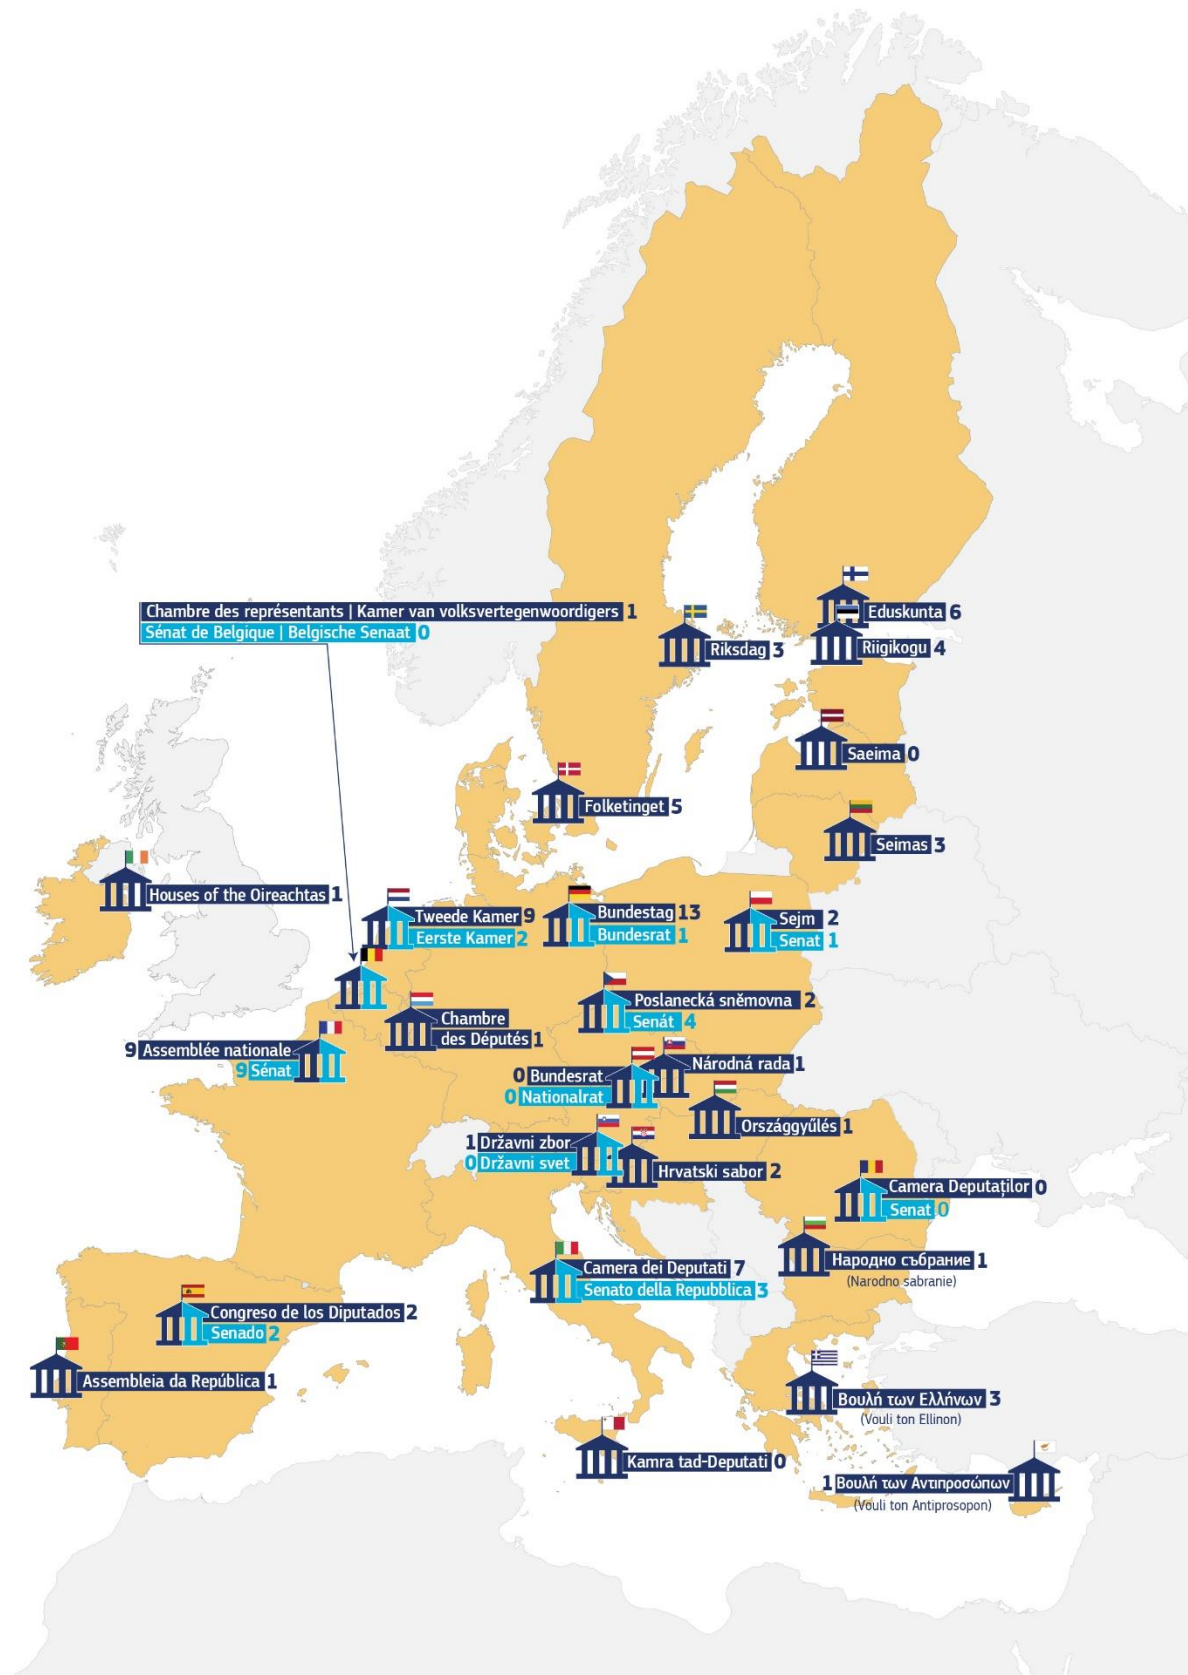 Chambre des représentants | Kamer van volksvertegenwoordigers 1
Sénat de Belgique | Belgische Senaat 0
Eduskunta 6
Riksdag 3
Riigikogu 4
Saeima 0
Folketinget 5
Seimas 3
Houses of the Oireachtas 1
Tweede Kamer 9
Eerste Kamer 2
Bundestag 13
Bundesrat 1
Sejm 2
Senat 1
Poslanecká sněmovna 2
Senát 4
Chambre
des Députés 1
9 Assemblée nationale
9 Sénat
Národná rada 1
0 Bundesrat
0 Nationalrat
Országgyűlés 1
1 Državni zbor
0 Državni svet
Hrvatski sabor 2
Camera Deputaților 0
Senat 0
Народно събрание 1
(Narodno sabranie)
Camera dei Deputati 7
Senato della Repubblica 3
Congreso de los Diputados 2
Senado 2
Assembleia da República 1
Βουλή των Ελλήνων 3
(Vouli ton Ellinon)
Kamra tad-Deputati 0
1 Βουλή των Αντιπροσώπων
(Vouli ton Antiprosopon)